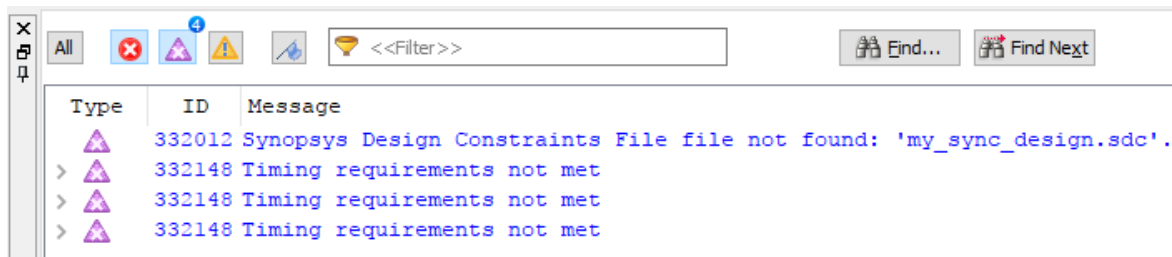 4
All <<Filter>> Find... Find Next
Type ID Message
332012 Synopsys Design Constraints File file not found: 'my_sync_design.sdc'.
332148 Timing requirements not met
332148 Timing requirements not met
332148 Timing requirements not met